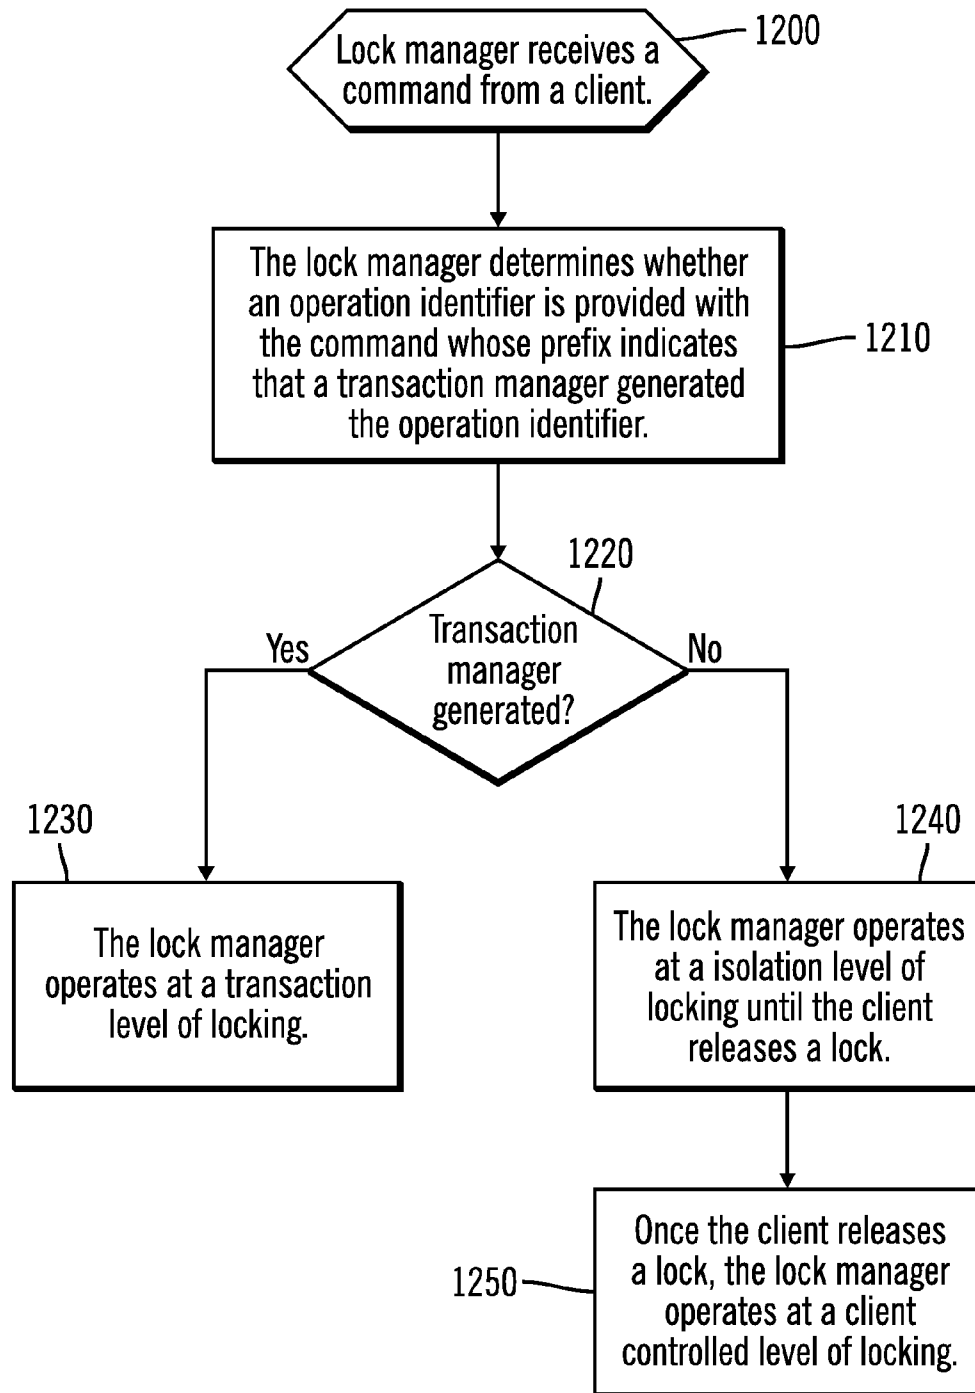 Lock manager receives a
command from a client.
1200
The lock manager determines whether
an operation identifier is provided with
the command whose prefix indicates
that a transaction manager generated
the operation identifier.
1210
1220
Transaction
manager
generated?
Yes
No
1230
The lock manager
operates at a transaction
level of locking.
1240
The lock manager operates
at a isolation level of
locking until the client
releases a lock.
1250
Once the client releases
a lock, the lock manager
operates at a client
controlled level of locking.